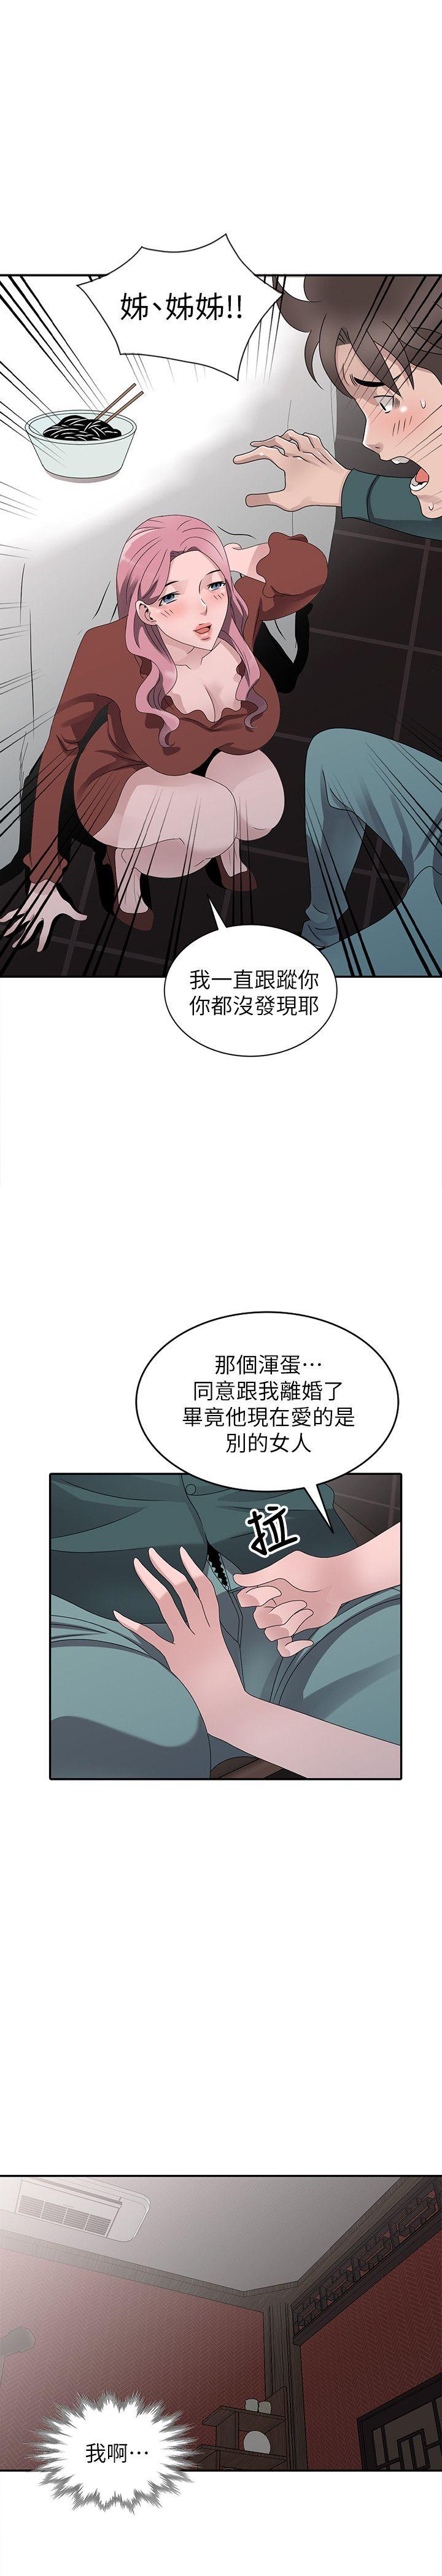 姊、姊姊!!
我一直跟蹤你
你都沒發現耶
那個渾蛋⋯
同意跟我離婚了
畢竟他現在愛的是
別的女人
拉
我啊⋯